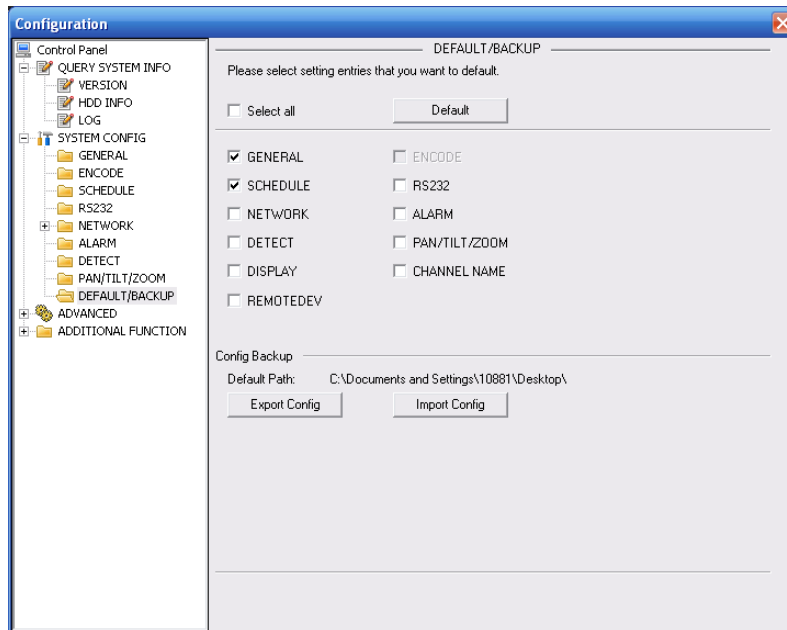 Configuration
Control Panel
QUERY SYSTEM INFO
VERSION
HDD INFO
LOG
SYSTEM CONFIG
GENERAL
ENCODE
SCHEDULE
RS232
NETWORK
ALARM
DETECT
PAN/TILT/ZOOM
DEFAULT/BACKUP
ADVANCED
ADDITIONAL FUNCTION
DEFAULT/BACKUP
Please select setting entries that you want to default.
Select all Default
GENERAL ENCODE
SCHEDULE RS232
NETWORK ALARM
DETECT PAN/TILT/ZOOM
DISPLAY CHANNEL NAME
REMOTEDEV
Config Backup
Default Path: C:\Documents and Settings\10881\Desktop\
Export Config Import Config